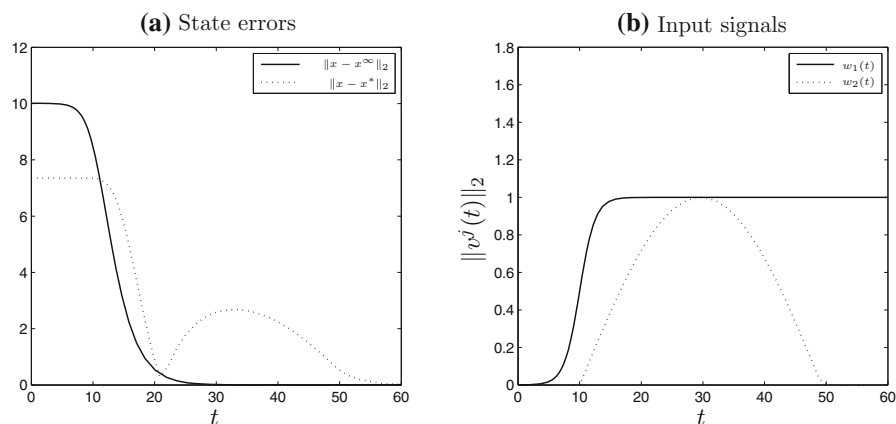 (a) State errors
12
10
8
6
4
2
0
0 10 20 30 40 50 60
t
‖x − x^∞‖₂
‖x − x*‖₂
(b) Input signals
‖v^j(t)‖₂
1.8
1.6
1.4
1.2
1
0.8
0.6
0.4
0.2
0
0 10 20 30 40 50 60
t
w₁(t)
w₂(t)